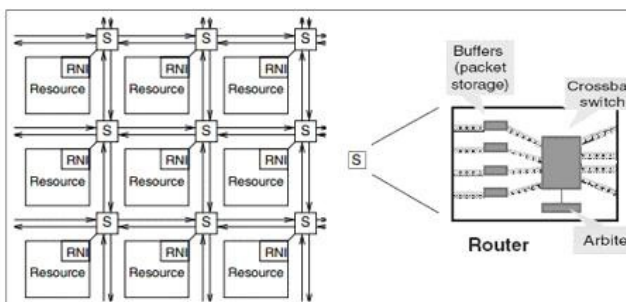 S S S
RNI RNI RNI
Resource Resource Resource
S S S
RNI RNI RNI
Resource Resource Resource
S S S
RNI RNI RNI
Resource Resource Resource
S
Buffers
(packet
storage)
Crossba
switch
Router
Arbite